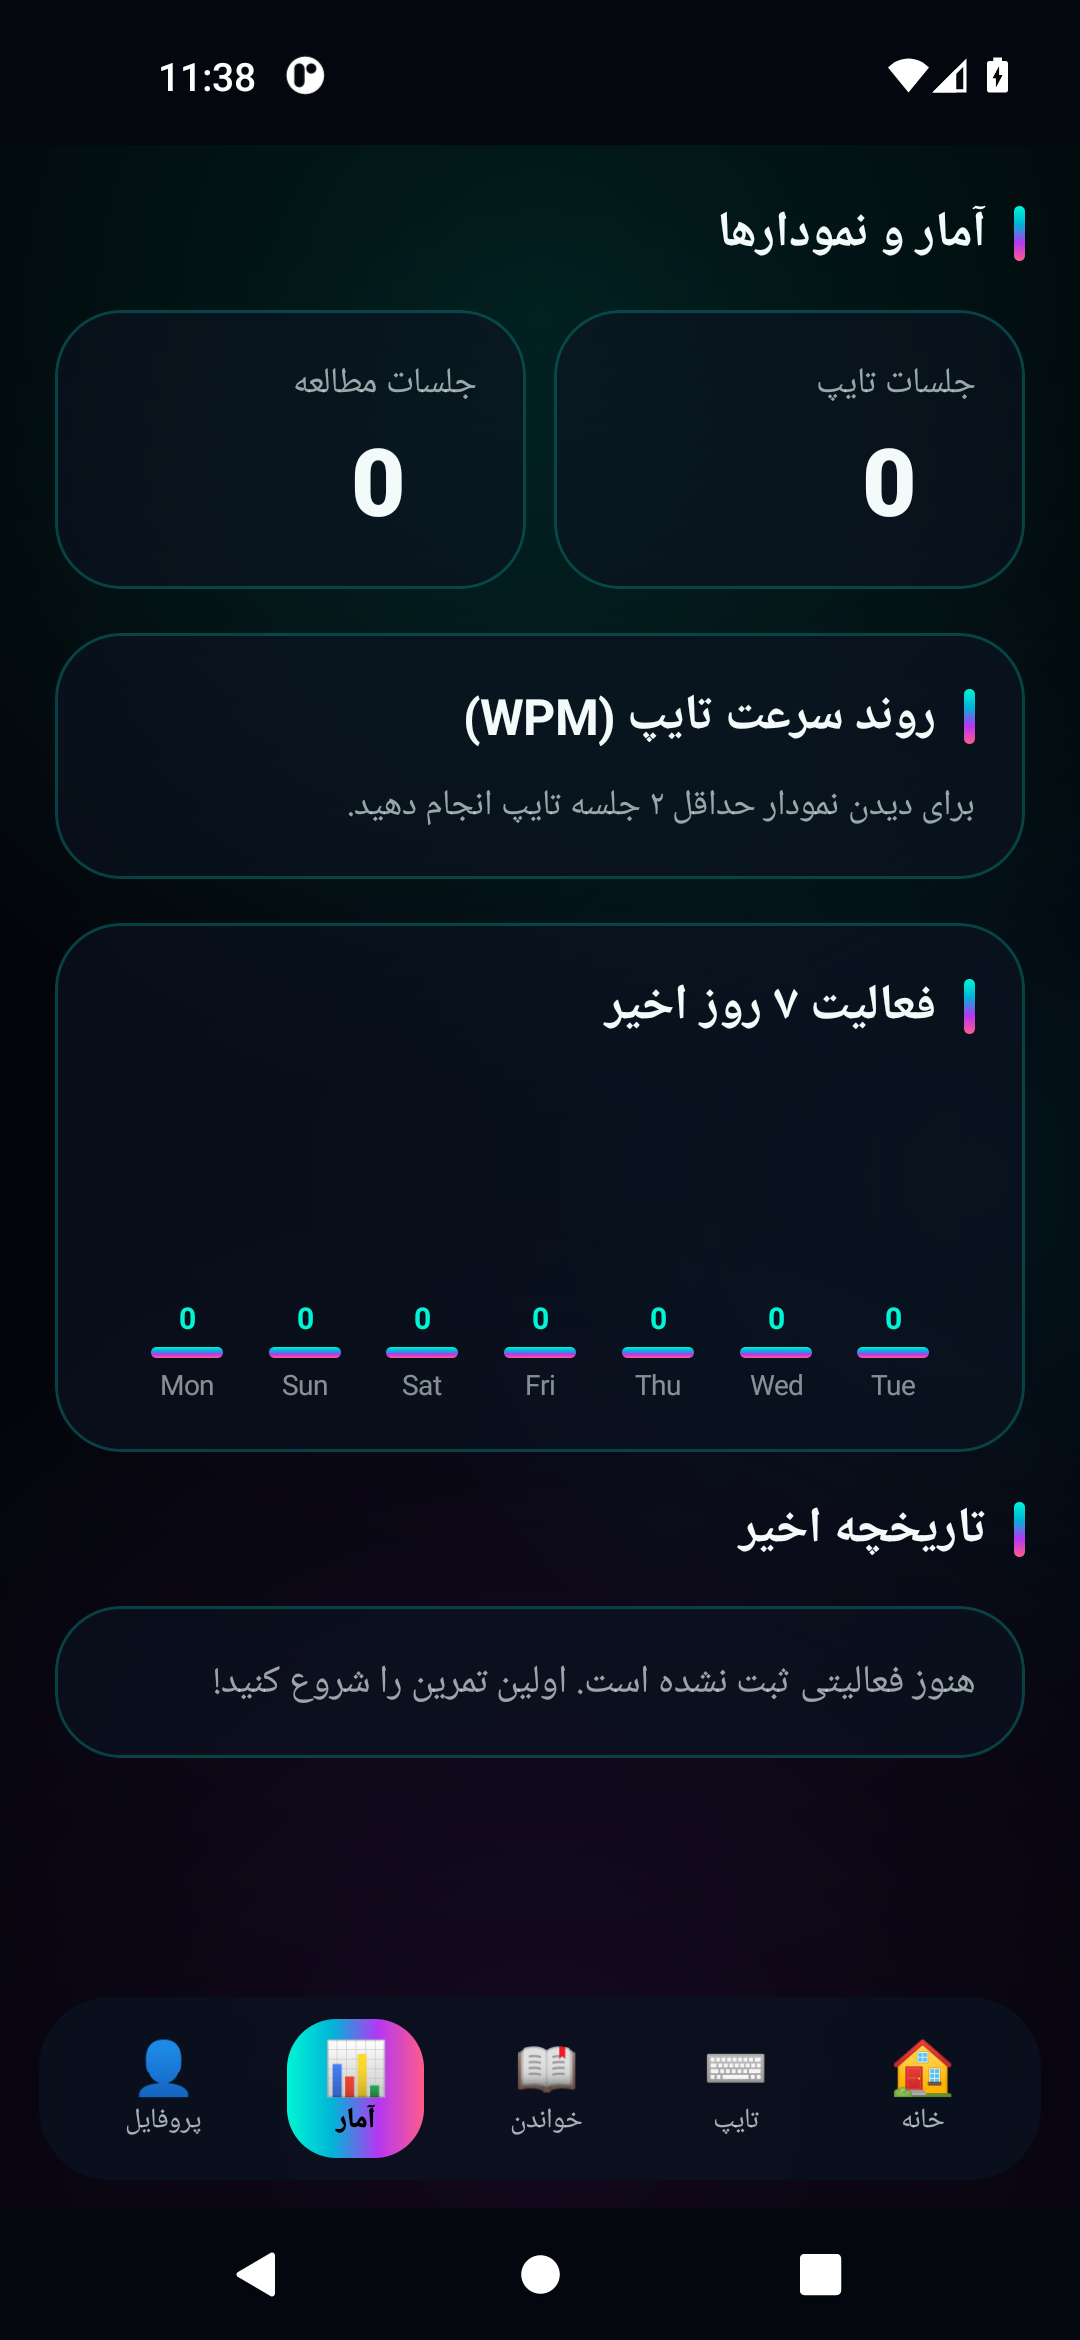 11:38
آمار و نمودارها
جلسات تایپ
0
جلسات مطالعه
0
روند سرعت تایپ (WPM)
برای دیدن نمودار حداقل ۲ جلسه تایپ انجام دهید.
فعالیت ۷ روز اخیر
0 0 0 0 0 0 0
Mon Sun Sat Fri Thu Wed Tue
تاریخچه اخیر
هنوز فعالیتی ثبت نشده است. اولین تمرین را شروع کنید!
خانه
تایپ
خواندن
آمار
پروفایل